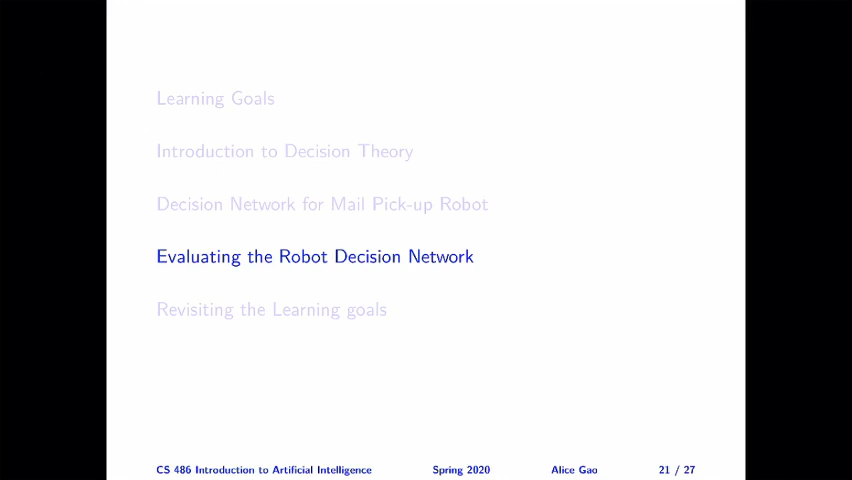 Learning Goals
Introduction to Decision Theory
Decision Network for Mail Pick-up Robot
Evaluating the Robot Decision Network
Revisiting the Learning goals
CS 486 Introduction to Artificial Intelligence Spring 2020 Alice Gao 21 / 27